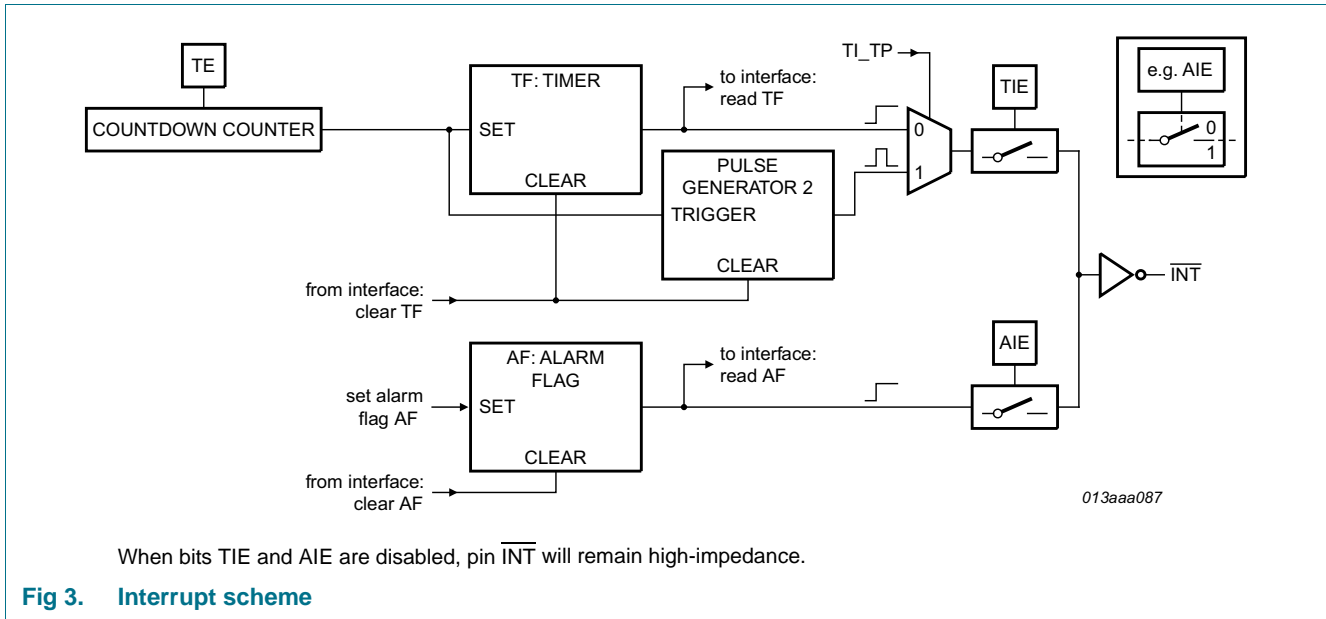 TE
COUNTDOWN COUNTER
TF: TIMER
SET
CLEAR
to interface:
read TF
PULSE
GENERATOR 2
TRIGGER
CLEAR
from interface:
clear TF
TI_TP
0
1
TIE
e.g. AIE
0
1
INT
AF: ALARM
FLAG
set alarm
flag AF
SET
CLEAR
from interface:
clear AF
to interface:
read AF
AIE
013aaa087
When bits TIE and AIE are disabled, pin INT will remain high-impedance.
Fig 3. Interrupt scheme